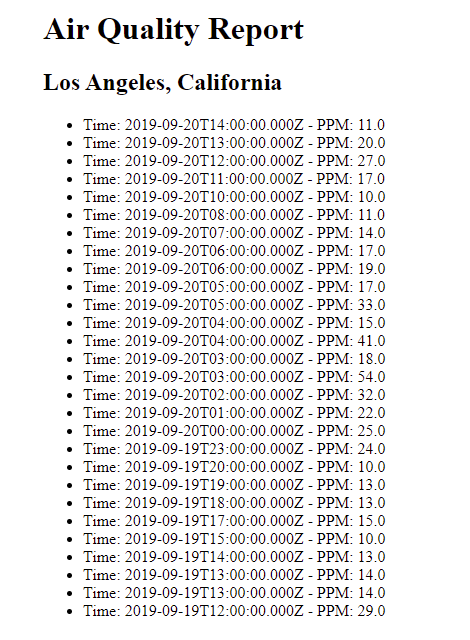 Air Quality Report
Los Angeles, California
Time: 2019-09-20T14:00:00.000Z - PPM: 11.0
Time: 2019-09-20T13:00:00.000Z - PPM: 20.0
Time: 2019-09-20T12:00:00.000Z - PPM: 27.0
Time: 2019-09-20T11:00:00.000Z - PPM: 17.0
Time: 2019-09-20T10:00:00.000Z - PPM: 10.0
Time: 2019-09-20T08:00:00.000Z - PPM: 11.0
Time: 2019-09-20T07:00:00.000Z - PPM: 14.0
Time: 2019-09-20T06:00:00.000Z - PPM: 17.0
Time: 2019-09-20T06:00:00.000Z - PPM: 19.0
Time: 2019-09-20T05:00:00.000Z - PPM: 17.0
Time: 2019-09-20T05:00:00.000Z - PPM: 33.0
Time: 2019-09-20T04:00:00.000Z - PPM: 15.0
Time: 2019-09-20T04:00:00.000Z - PPM: 41.0
Time: 2019-09-20T03:00:00.000Z - PPM: 18.0
Time: 2019-09-20T03:00:00.000Z - PPM: 54.0
Time: 2019-09-20T02:00:00.000Z - PPM: 32.0
Time: 2019-09-20T01:00:00.000Z - PPM: 22.0
Time: 2019-09-20T00:00:00.000Z - PPM: 25.0
Time: 2019-09-19T23:00:00.000Z - PPM: 24.0
Time: 2019-09-19T20:00:00.000Z - PPM: 10.0
Time: 2019-09-19T19:00:00.000Z - PPM: 13.0
Time: 2019-09-19T18:00:00.000Z - PPM: 13.0
Time: 2019-09-19T17:00:00.000Z - PPM: 15.0
Time: 2019-09-19T15:00:00.000Z - PPM: 10.0
Time: 2019-09-19T14:00:00.000Z - PPM: 13.0
Time: 2019-09-19T13:00:00.000Z - PPM: 14.0
Time: 2019-09-19T13:00:00.000Z - PPM: 14.0
Time: 2019-09-19T12:00:00.000Z - PPM: 29.0